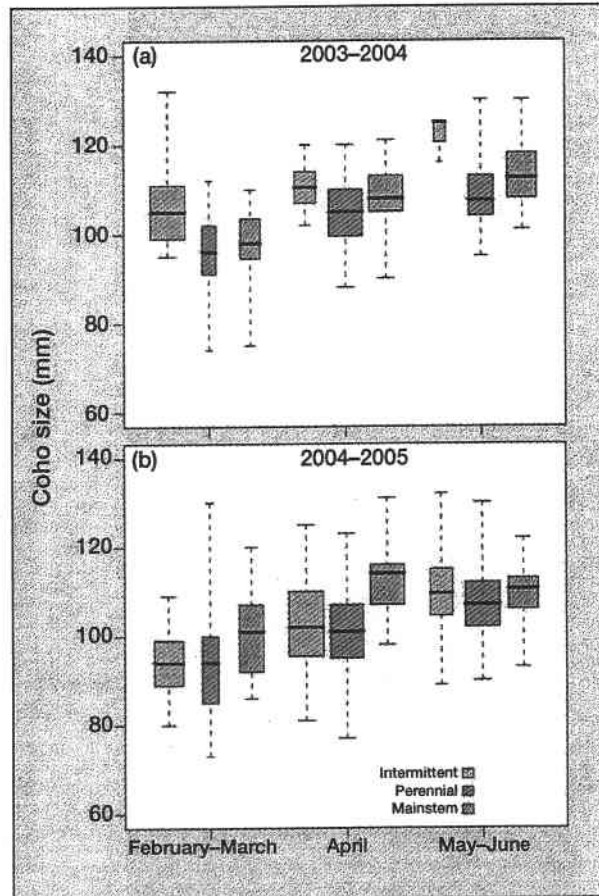 (a) 2003–2004
140
120
100
80
60
Coho size (mm)
(b) 2004–2005
140
120
100
80
60
Intermittent
Perennial
Mainstem
February–March April May–June